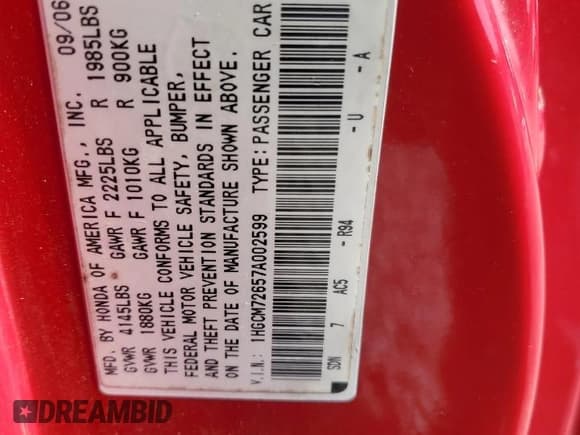 MFD. BY HONDA OF AMERICA MFG., INC. 09/06
GVWR 4145LBS GAWR F 2225LBS R 1985LBS
GVWR 1880KG GAWR F 1010KG R 900KG
THIS VEHICLE CONFORMS TO ALL APPLICABLE
FEDERAL MOTOR VEHICLE SAFETY, BUMPER,
AND THEFT PREVENTION STANDARDS IN EFFECT
ON THE DATE OF MANUFACTURE SHOWN ABOVE.
V.I.N.: 1HGCM72657A002599 TYPE: PASSENGER CAR
SDN 7 AC5 - R94 - U - A
DREAMBID